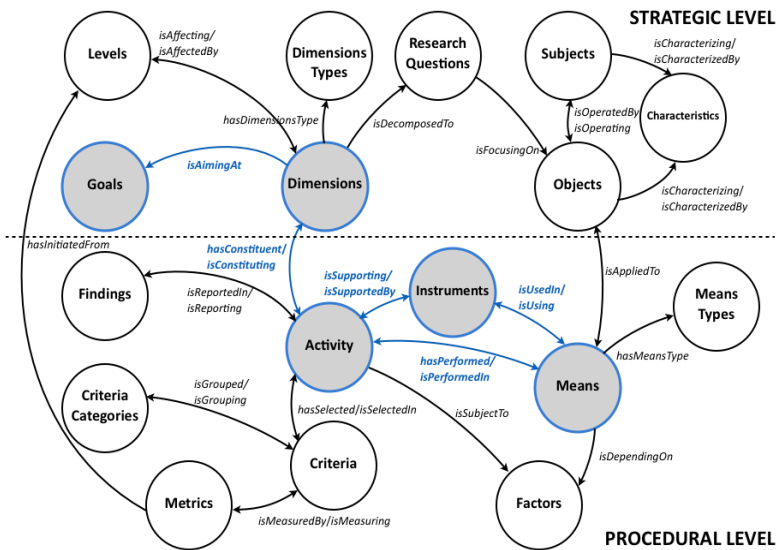 STRATEGIC LEVEL
Levels
isAffecting/
isAffectedBy
Dimensions
Types
Research
Questions
Subjects
isCharacterizing/
isCharacterizedBy
hasDimensionsType
isDecomposedTo
isOperatedBy
isOperating
Characteristics
isFocusingOn
Goals
isAimingAt
Dimensions
Objects
isCharacterizing/
isCharacterizedBy
hasInitiatedFrom
hasConstituent/
isConstituting
isAppliedTo
Findings
isReportedIn/
isReporting
isSupporting/
isSupportedBy
Instruments
isUsedIn/
isUsing
Means
Types
Activity
hasPerformed/
isPerformedIn
hasMeansType
Means
Criteria
Categories
isGrouped/
isGrouping
hasSelected/isSelectedIn
isSubjectTo
isDependingOn
Criteria
Metrics
isMeasuredBy/isMeasuring
Factors
PROCEDURAL LEVEL